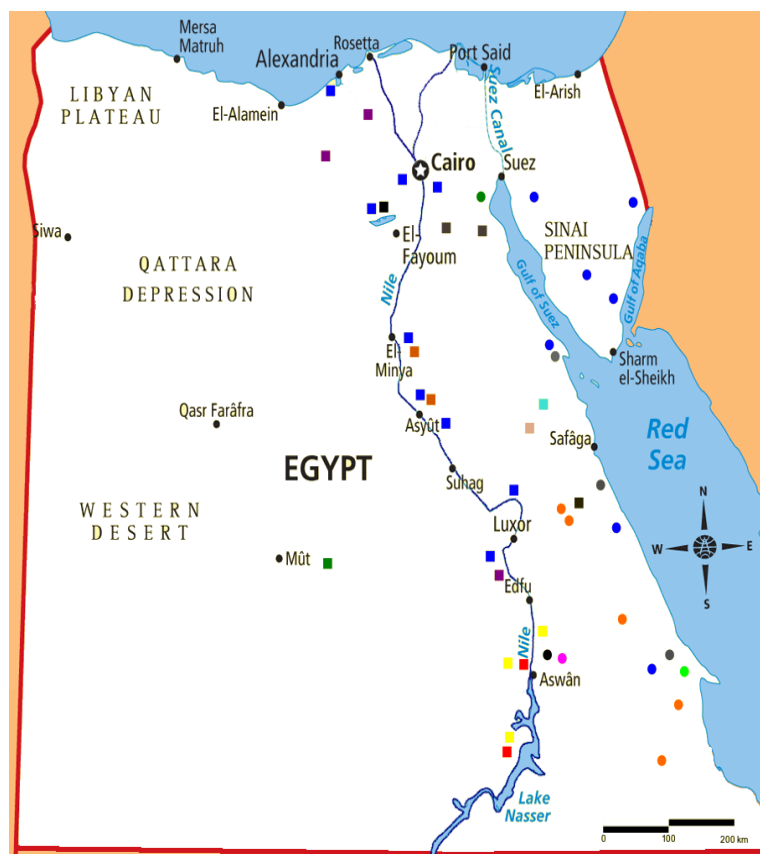 Mersa
Matruh
Rosetta
Port Said
Alexandria
LIBYAN
PLATEAU
El-Alamein
El-Arish
Suez Canal
Cairo
Suez
Siwa
El-
Fayoum
SINAI
PENINSULA
QATTARA
DEPRESSION
Nile
Gulf of Suez
Gulf of Aqaba
El-
Minya
Sharm
el-Sheikh
Qasr Farâfra
Asyût
Red
Sea
Safâga
EGYPT
Suhag
WESTERN
DESERT
Luxor
N
W
E
S
Mût
Edfu
Nile
Aswân
Lake
Nasser
0 100 200 km